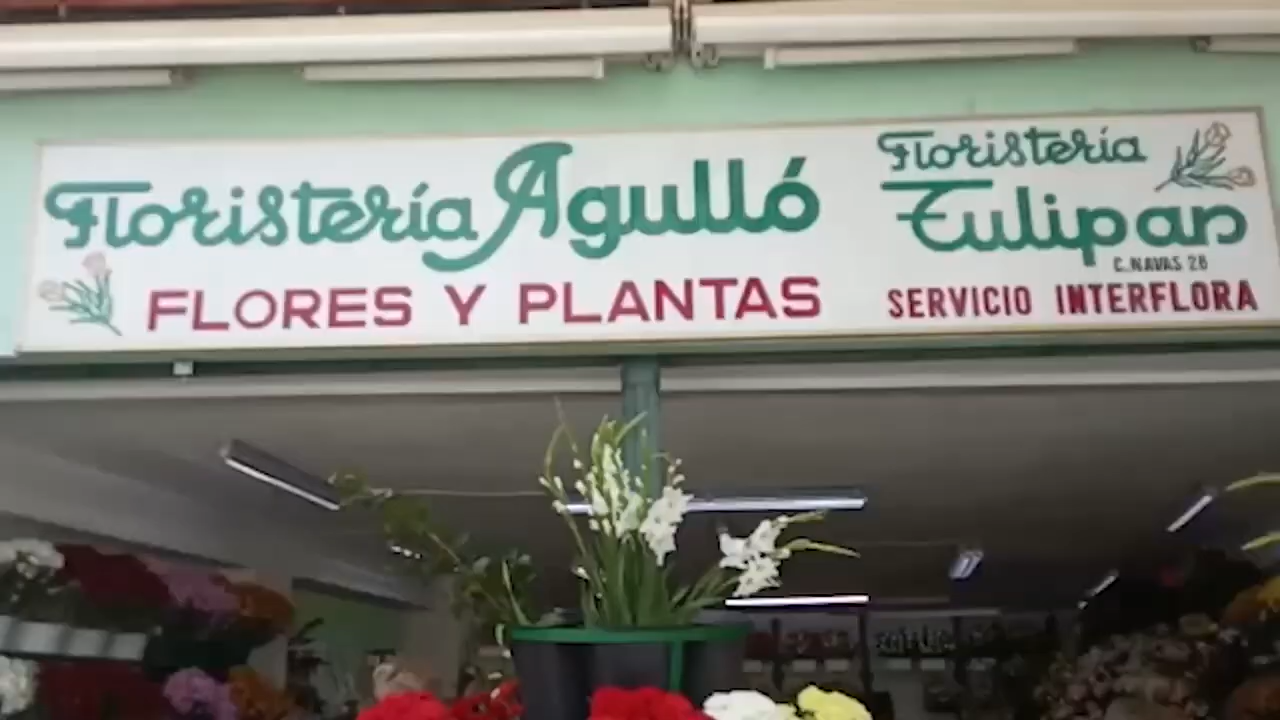 Floristería Agulló
FLORES Y PLANTAS
Floristería
Tulipan
C. NAVAS 28
SERVICIO INTERFLORA